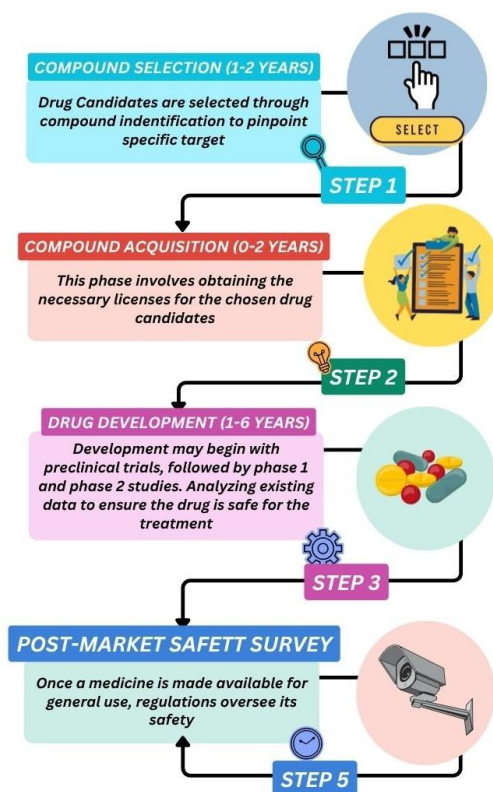 COMPOUND SELECTION (1-2 YEARS)
Drug Candidates are selected through
compound indentification to pinpoint
specific target
SELECT
STEP 1
COMPOUND ACQUISITION (0-2 YEARS)
This phase involves obtaining the
necessary licenses for the chosen drug
candidates
STEP 2
DRUG DEVELOPMENT (1-6 YEARS)
Development may begin with
preclinical trials, followed by phase 1
and phase 2 studies. Analyzing existing
data to ensure the drug is safe for the
treatment
STEP 3
POST-MARKET SAFETT SURVEY
Once a medicine is made available for
general use, regulations oversee its
safety
STEP 5